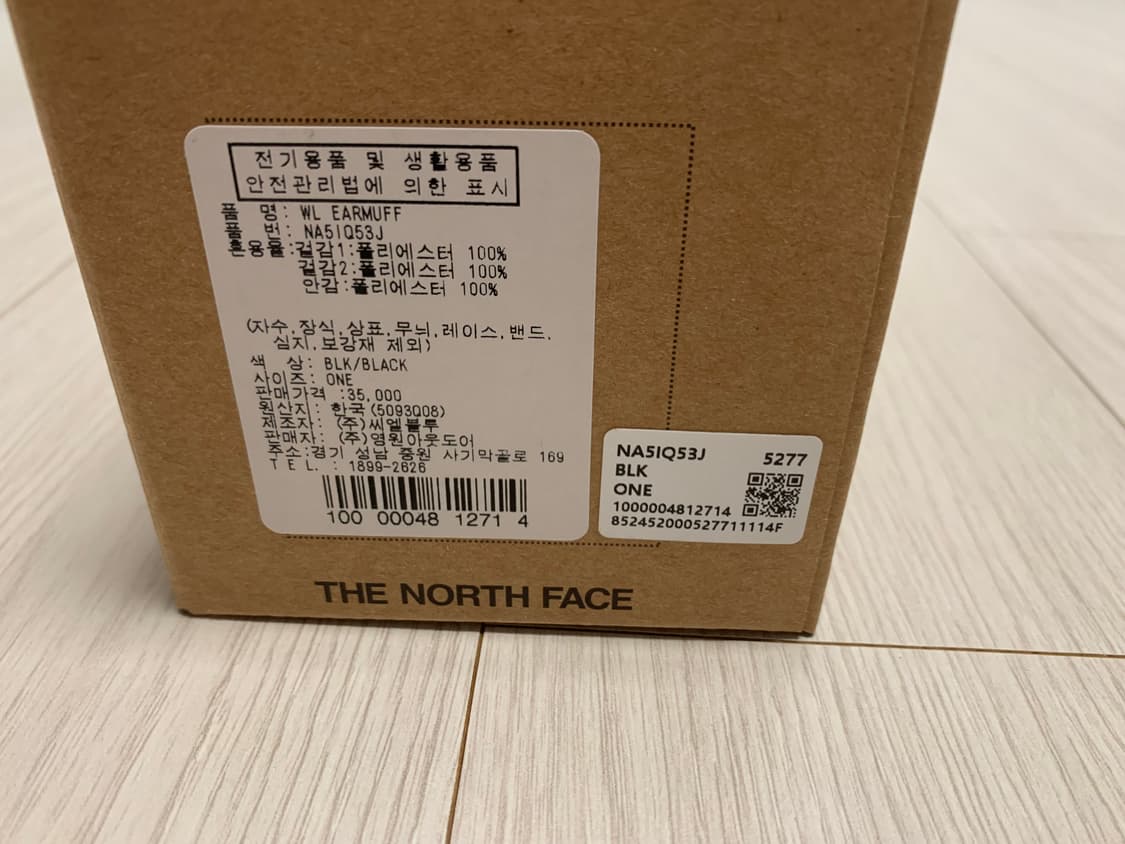 전기용품 및 생활용품
안전관리법에 의한 표시
품 명: WL EARMUFF
품 번: NA5IQ53J
혼용율:겉감1:폴리에스터 100%
겉감2:폴리에스터 100%
안감:폴리에스터 100%
(자수,장식,상표,무늬,레이스,밴드,
심지,보강재 제외)
색 상: BLK/BLACK
사이즈: ONE
판매가격 :35,000
원산지: 한국(5093Q08)
제조자: (주)씨엘블루
판매자: (주)영원아웃도어
주소:경기 성남 중원 사기막골로 169
T E L. : 1899-2626
100 00048 1271 4
NA5IQ53J 5277
BLK
ONE
1000004812714
852452000527711114F
THE NORTH FACE